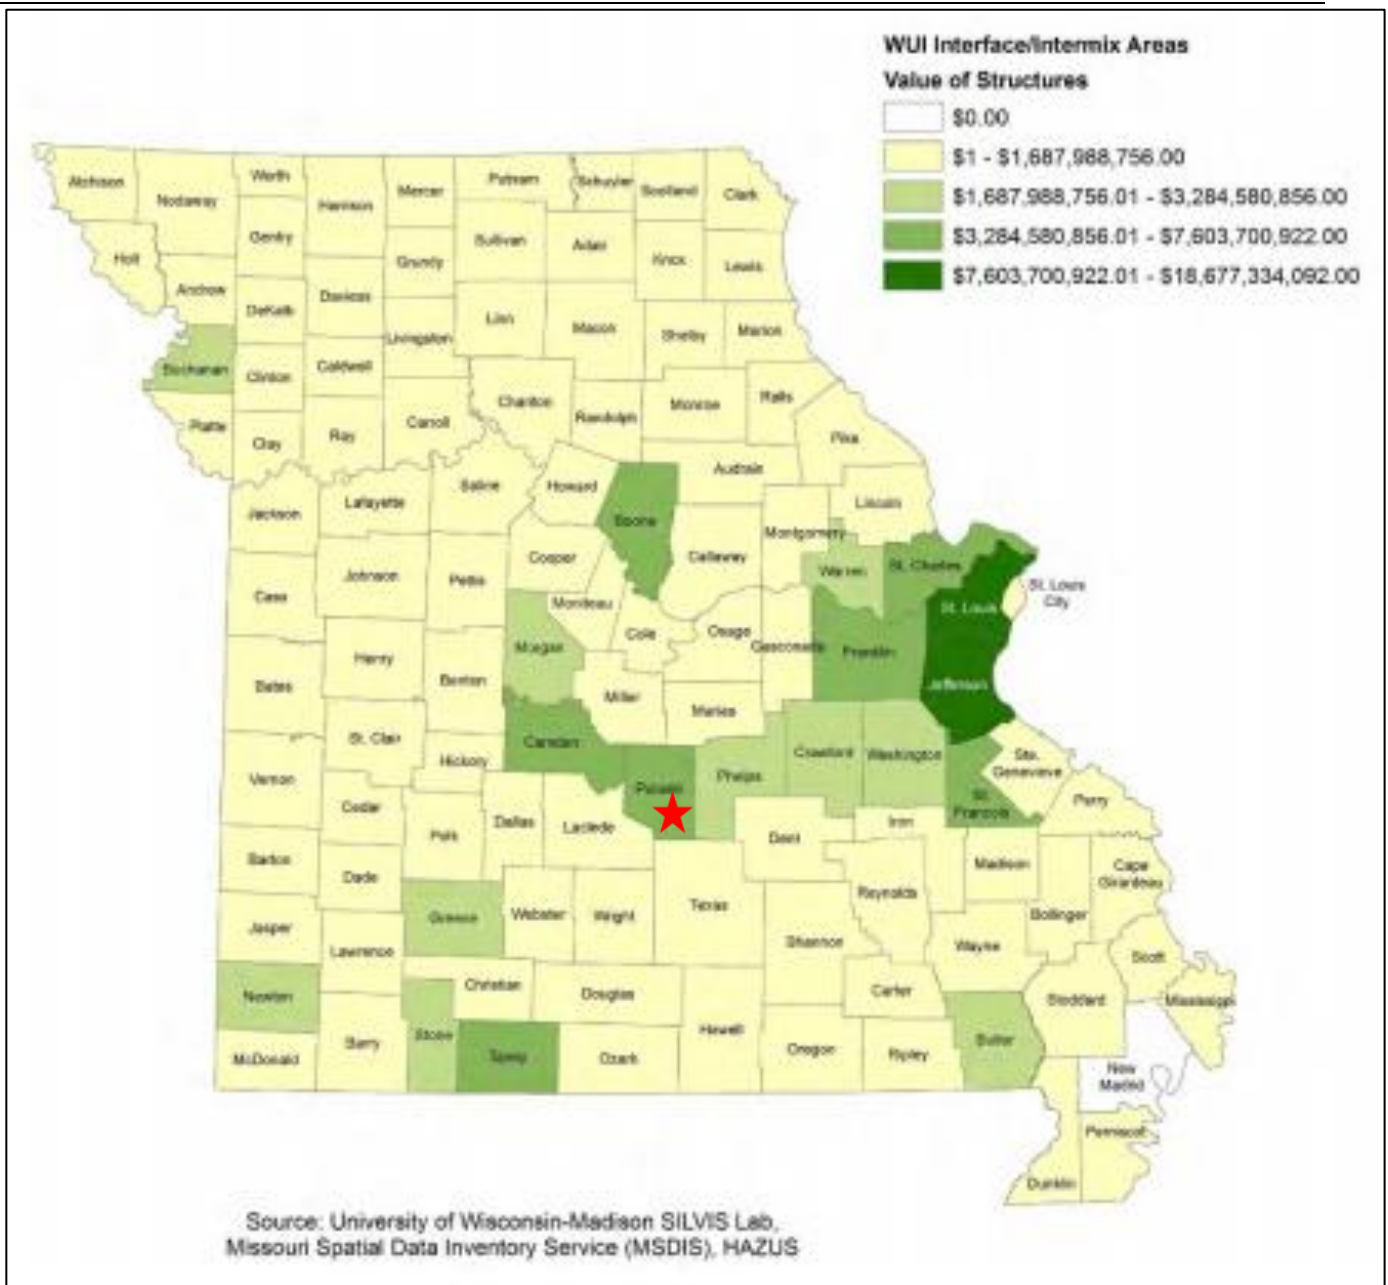 WUI Interface/Intermix Areas
Value of Structures
$0.00
$1 - $1,687,988,756.00
$1,687,988,756.01 - $3,284,580,856.00
$3,284,580,856.01 - $7,603,700,922.00
$7,603,700,922.01 - $18,677,334,092.00
Atchison
Nodaway
Worth
Harrison
Mercer
Putnam
Schuyler
Scotland
Clark
Gentry
Sullivan
Adair
Knox
Lewis
Holt
Andrew
DeKalb
Daviess
Grundy
Linn
Macon
Shelby
Marion
Livingston
Buchanan
Clinton
Caldwell
Chariton
Randolph
Monroe
Ralls
Platte
Clay
Ray
Carroll
Pike
Audrain
Saline
Howard
Boone
Lincoln
Jackson
Lafayette
Montgomery
Cooper
Callaway
Warren
St. Charles
Johnson
Pettis
Cass
Moniteau
St. Louis
St. Louis
City
Cole
Osage
Gasconade
Morgan
Franklin
Henry
Benton
Bates
Jefferson
Miller
Maries
St. Clair
Camden
Hickory
Crawford
Washington
Ste.
Genevieve
Vernon
Phelps
Pulaski
St.
Francois
Perry
Cedar
Polk
Dallas
Laclede
Iron
Dent
Barton
Dade
Madison
Cape
Girardeau
Reynolds
Texas
Greene
Webster
Wright
Bollinger
Jasper
Lawrence
Shannon
Wayne
Scott
Newton
Christian
Douglas
Carter
Stoddard
Mississippi
Stone
Howell
Butler
McDonald
Barry
Taney
Ozark
Oregon
Ripley
New
Madrid
Pemiscot
Dunklin
Source: University of Wisconsin-Madison SILVIS Lab,
Missouri Spatial Data Inventory Service (MSDIS), HAZUS